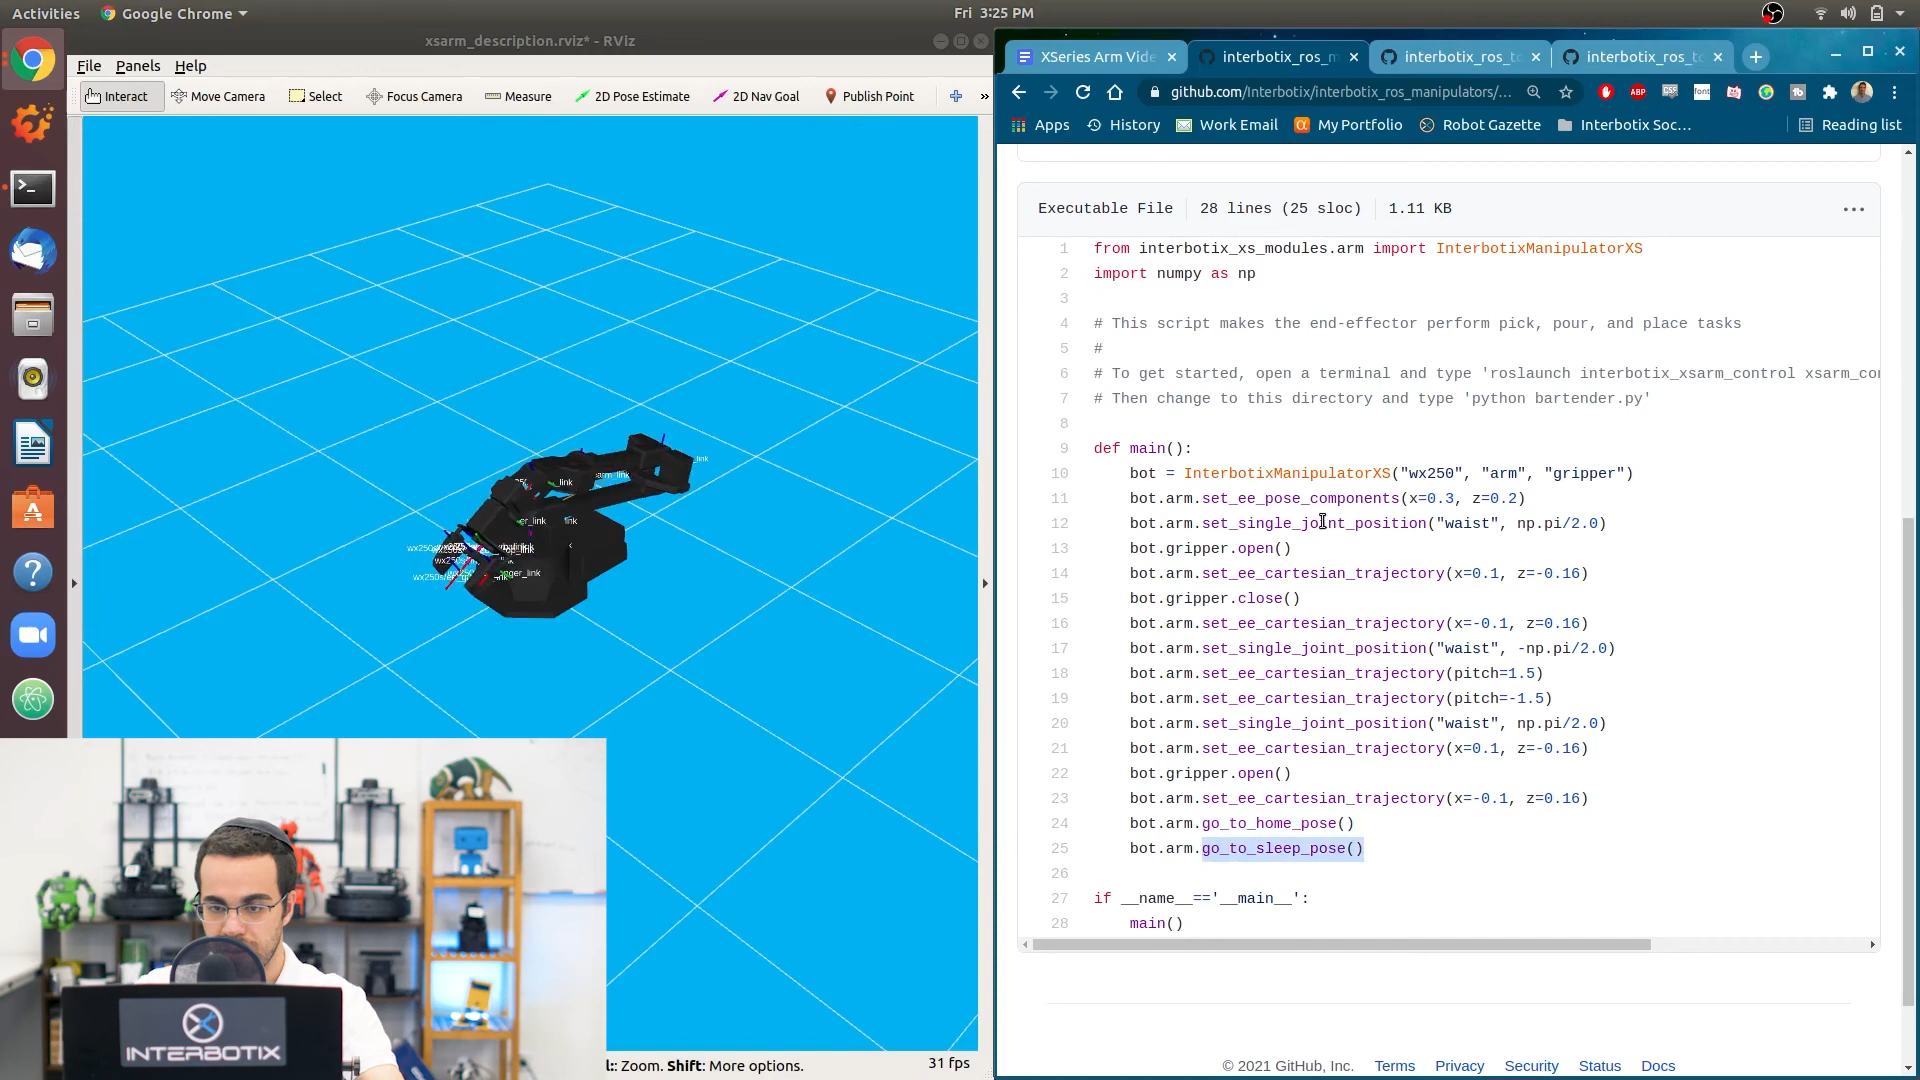 Activities
Google Chrome
Fri 3:25 PM
xsarm_description.rviz* - RViz
File Panels Help
Interact Move Camera Select Focus Camera Measure 2D Pose Estimate 2D Nav Goal Publish Point
XSeries Arm Vide
interbotix_ros_m
interbotix_ros_to
interbotix_ros_to
github.com/Interbotix/interbotix_ros_manipulators/...
Apps History Work Email My Portfolio Robot Gazette Interbotix Soc... Reading list
Executable File 28 lines (25 sloc) 1.11 KB
1 from interbotix_xs_modules.arm import InterbotixManipulatorXS
2 import numpy as np
3
4 # This script makes the end-effector perform pick, pour, and place tasks
5 #
6 # To get started, open a terminal and type 'roslaunch interbotix_xsarm_control xsarm_con
7 # Then change to this directory and type 'python bartender.py'
8
9 def main():
10 bot = InterbotixManipulatorXS("wx250", "arm", "gripper")
11 bot.arm.set_ee_pose_components(x=0.3, z=0.2)
12 bot.arm.set_single_joint_position("waist", np.pi/2.0)
13 bot.gripper.open()
14 bot.arm.set_ee_cartesian_trajectory(x=0.1, z=-0.16)
15 bot.gripper.close()
16 bot.arm.set_ee_cartesian_trajectory(x=-0.1, z=0.16)
17 bot.arm.set_single_joint_position("waist", -np.pi/2.0)
18 bot.arm.set_ee_cartesian_trajectory(pitch=1.5)
19 bot.arm.set_ee_cartesian_trajectory(pitch=-1.5)
20 bot.arm.set_single_joint_position("waist", np.pi/2.0)
21 bot.arm.set_ee_cartesian_trajectory(x=0.1, z=-0.16)
22 bot.gripper.open()
23 bot.arm.set_ee_cartesian_trajectory(x=-0.1, z=0.16)
24 bot.arm.go_to_home_pose()
25 bot.arm.go_to_sleep_pose()
26
27 if __name__=='__main__':
28 main()
© 2021 GitHub, Inc. Terms Privacy Security Status Docs
INTERBOTIX
Zoom. Shift: More options.
31 fps